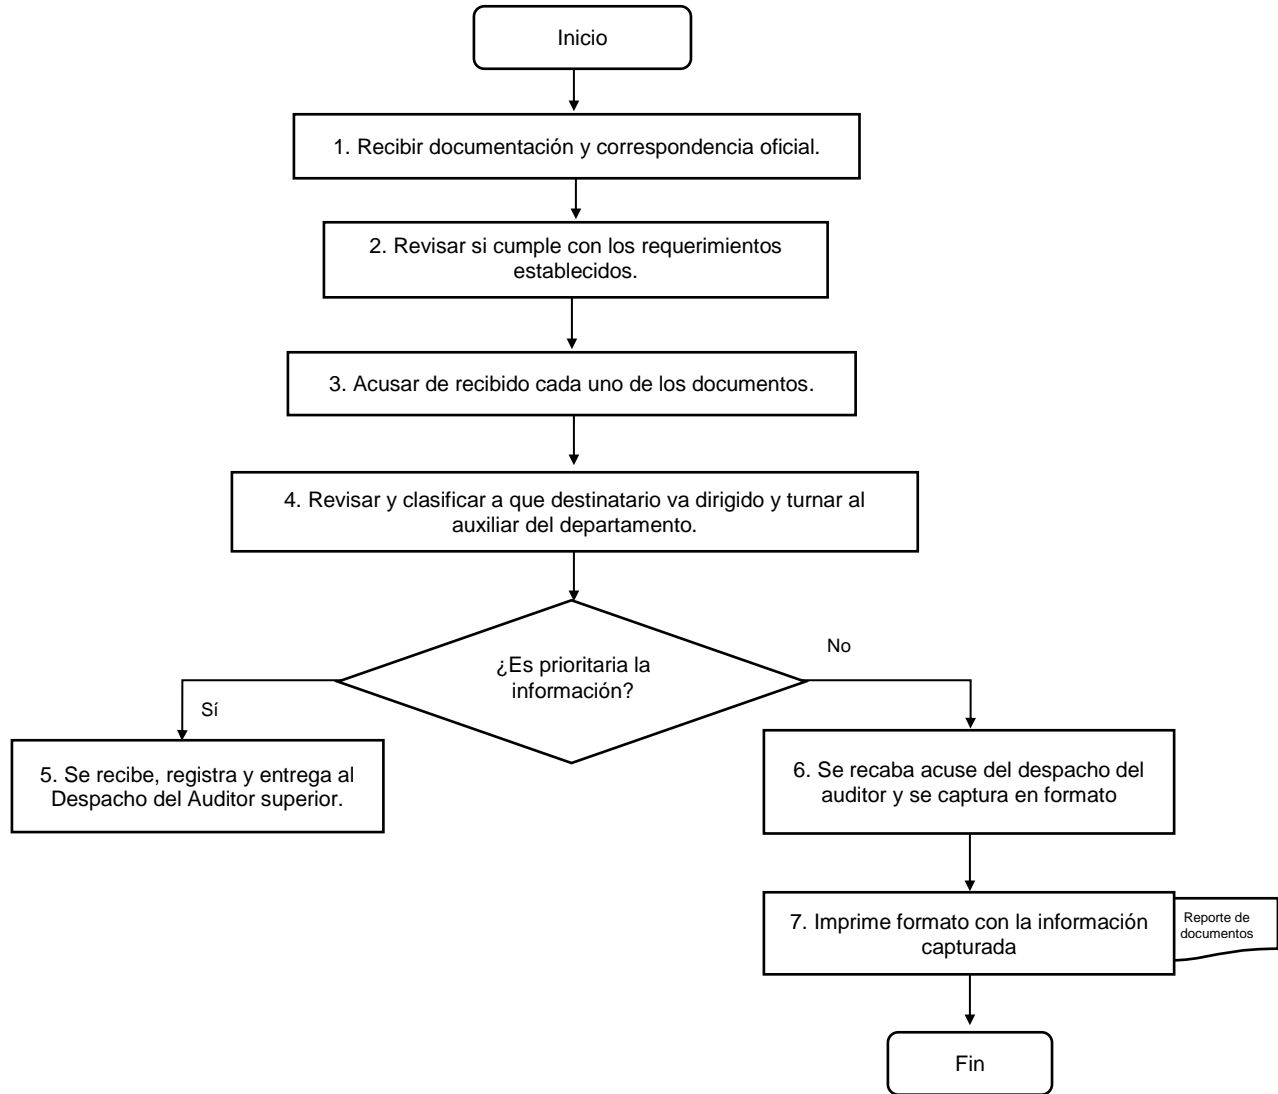 Inicio
1. Recibir documentación y correspondencia oficial.
2. Revisar si cumple con los requerimientos
establecidos.
3. Acusar de recibido cada uno de los documentos.
4. Revisar y clasificar a que destinatario va dirigido y turnar al
auxiliar del departamento.
¿Es prioritaria la
información?
No
Sí
5. Se recibe, registra y entrega al
Despacho del Auditor superior.
6. Se recaba acuse del despacho del
auditor y se captura en formato
7. Imprime formato con la información
capturada
Reporte de
documentos
Fin